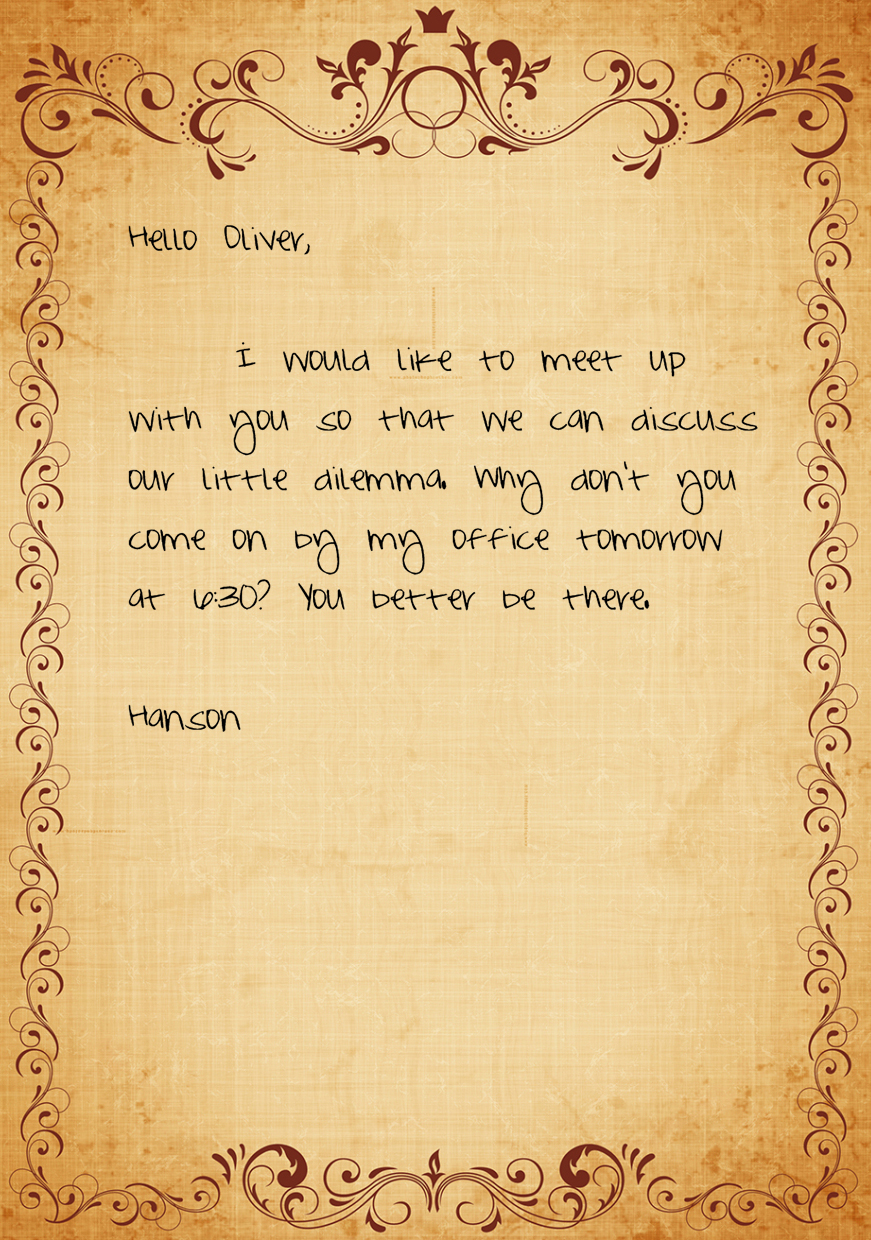 Hello Oliver,
I would like to meet up
with you so that we can discuss
our little dilemma. Why don't you
come on by my office tomorrow
at 6:30? You better be there.
Hanson